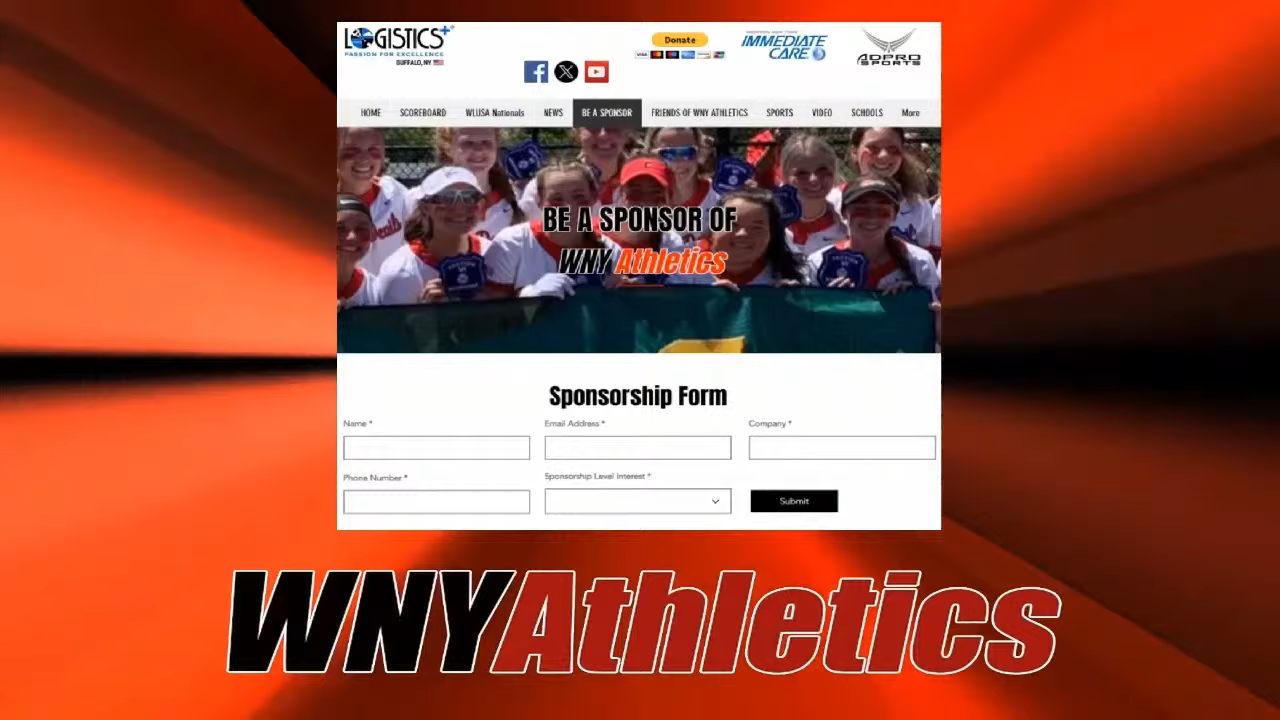 LOGISTICS+
PASSION FOR EXCELLENCE
BUFFALO, NY
Donate
VISA
IMMEDIATE
CARE
ADPRO
SPORTS
HOME SCOREBOARD WLUSA Nationals NEWS BE A SPONSOR FRIENDS OF WNY ATHLETICS SPORTS VIDEO SCHOOLS More
BE A SPONSOR OF
WNY Athletics
Sponsorship Form
Name * Email Address * Company *
Phone Number * Sponsorship Level Interest *
Submit
WNYAthletics